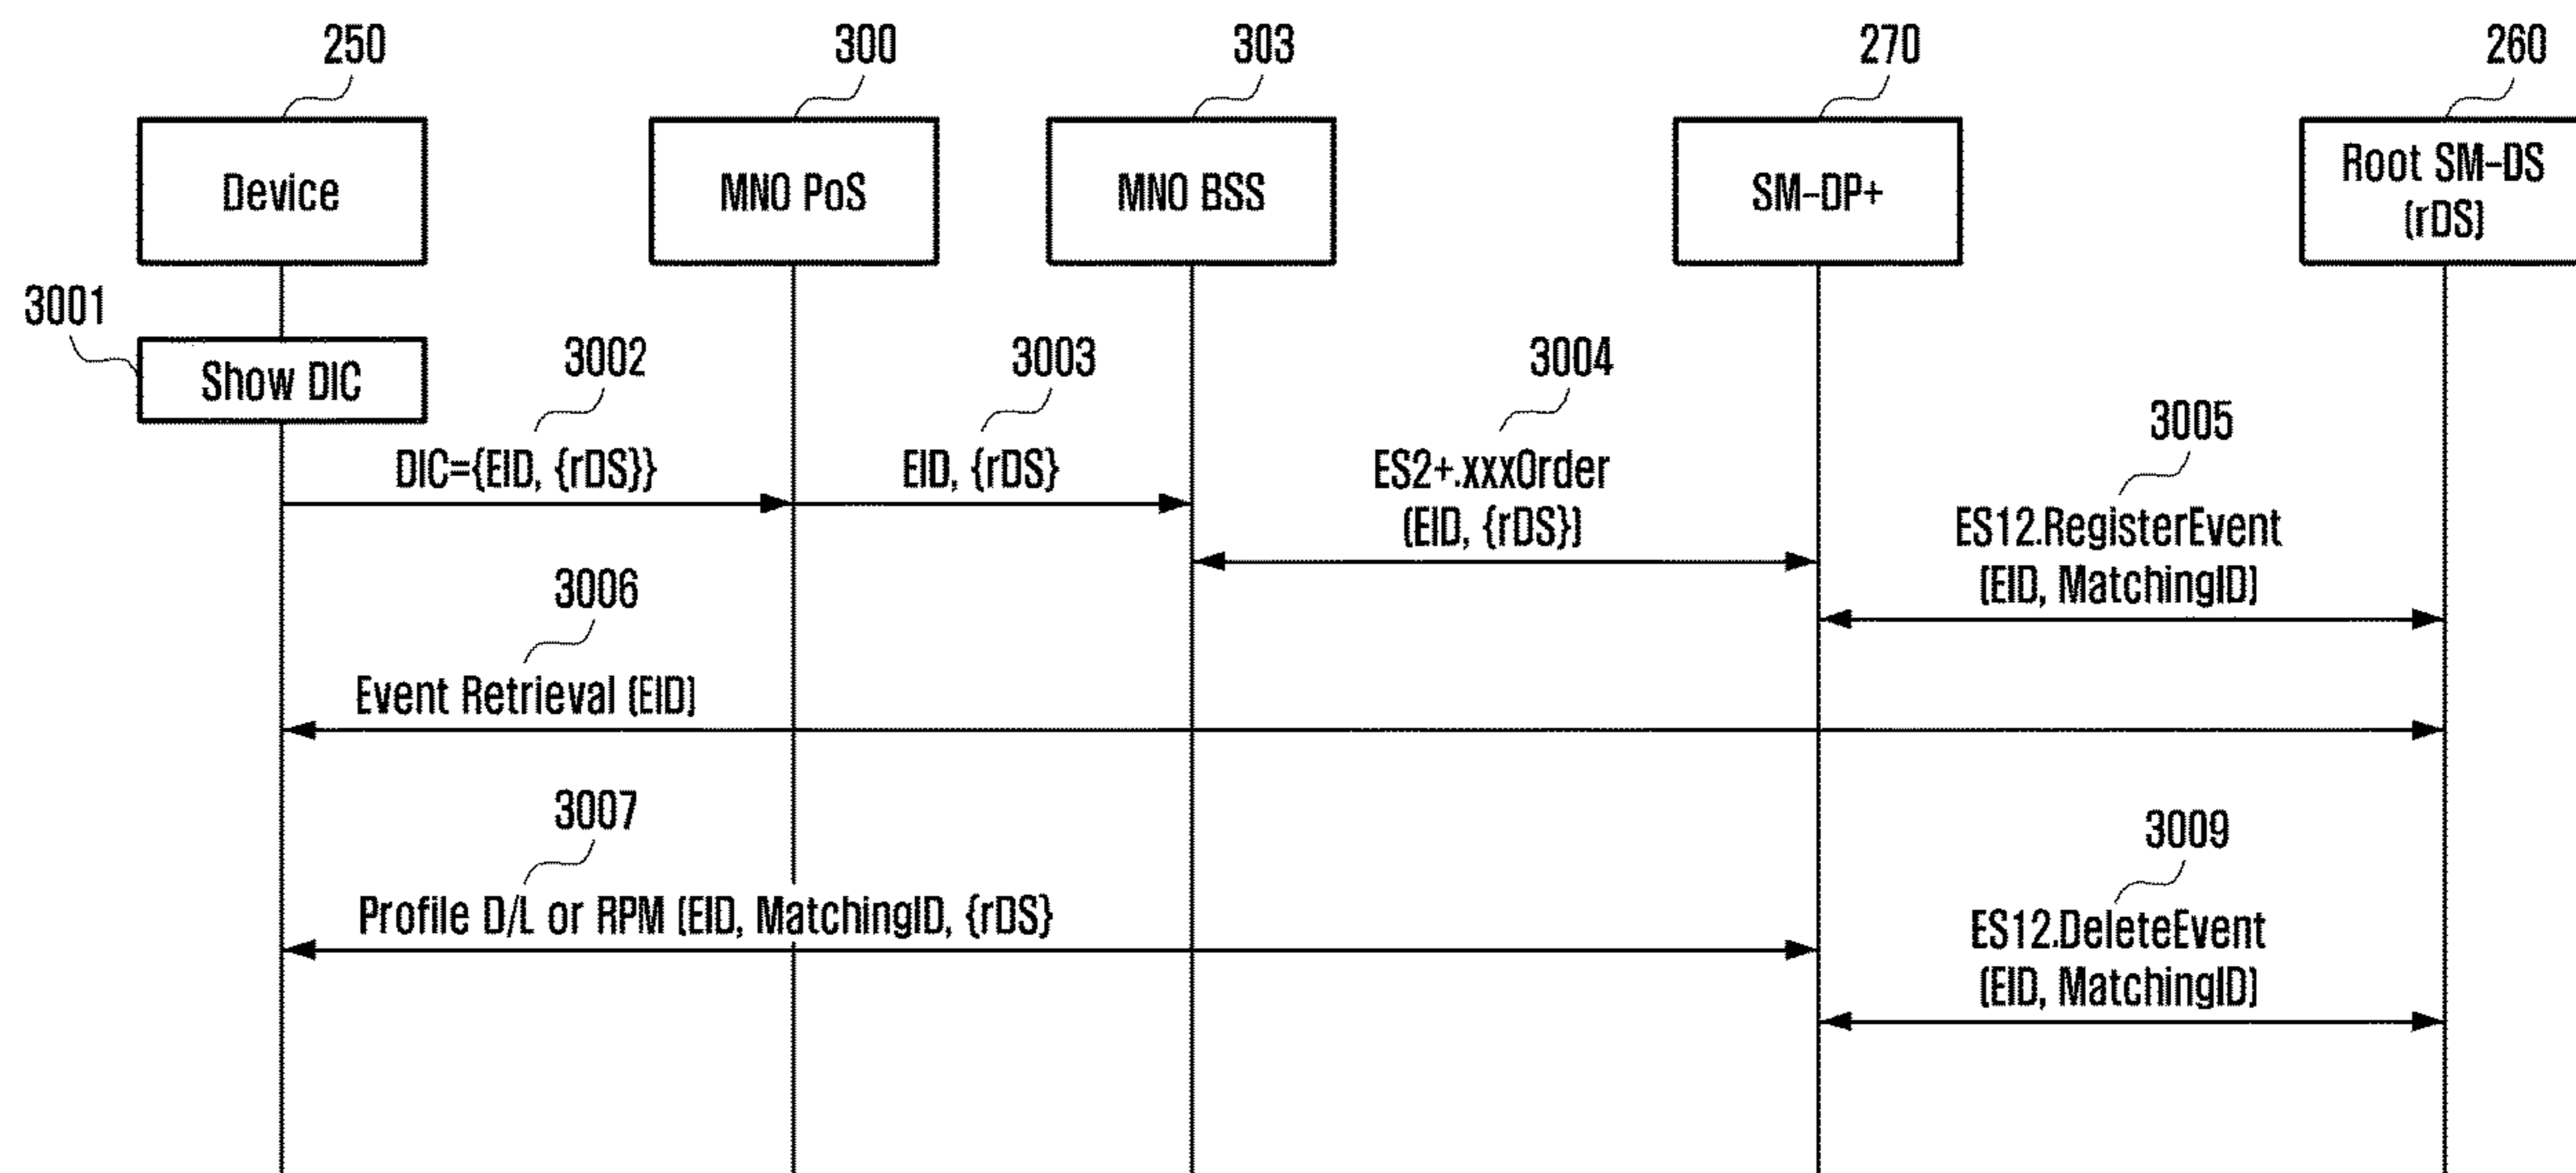 250
300
303
270
260
Device
MNO PoS
MNO BSS
SM-DP+
Root SM-DS
(rDS)
3001
Show DIC
3002
DIC={EID, {rDS}}
3003
EID, {rDS}
3004
ES2+.xxxOrder
(EID, {rDS})
3005
ES12.RegisterEvent
(EID, MatchingID)
3006
Event Retrieval (EID)
3007
Profile D/L or RPM (EID, MatchingID, {rDS}
3009
ES12.DeleteEvent
(EID, MatchingID)